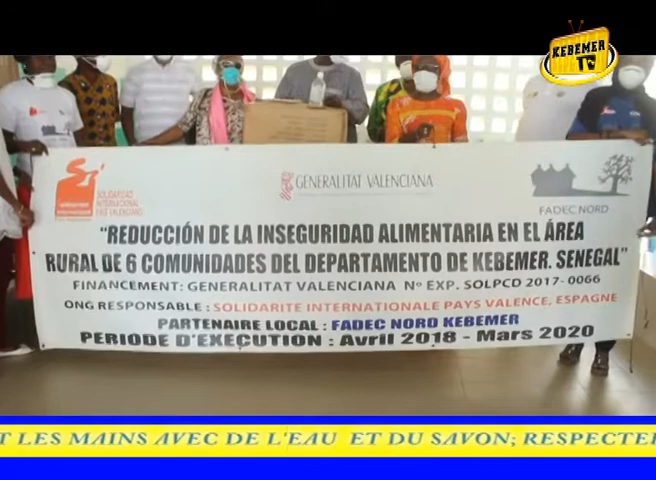 KEBEMER
TV
SOLIDARITAD
INTERNACIONAL
PAÍS VALENCIANO
GENERALITAT VALENCIANA
FADEC NORD
"REDUCCIÓN DE LA INSEGURIDAD ALIMENTARIA EN EL ÁREA
RURAL DE 6 COMUNIDADES DEL DEPARTAMENTO DE KEBEMER. SENEGAL"
FINANCEMENT: GENERALITAT VALENCIANA Nº EXP. SOLPCD 2017-0066
ONG RESPONSABLE : SOLIDARITE INTERNATIONALE PAYS VALENCE, ESPAGNE
PARTENAIRE LOCAL : FADEC NORD KEBEMER
PERIODE D'EXECUTION : Avril 2018 - Mars 2020
T LES MAINS AVEC DE L'EAU ET DU SAVON; RESPECTE